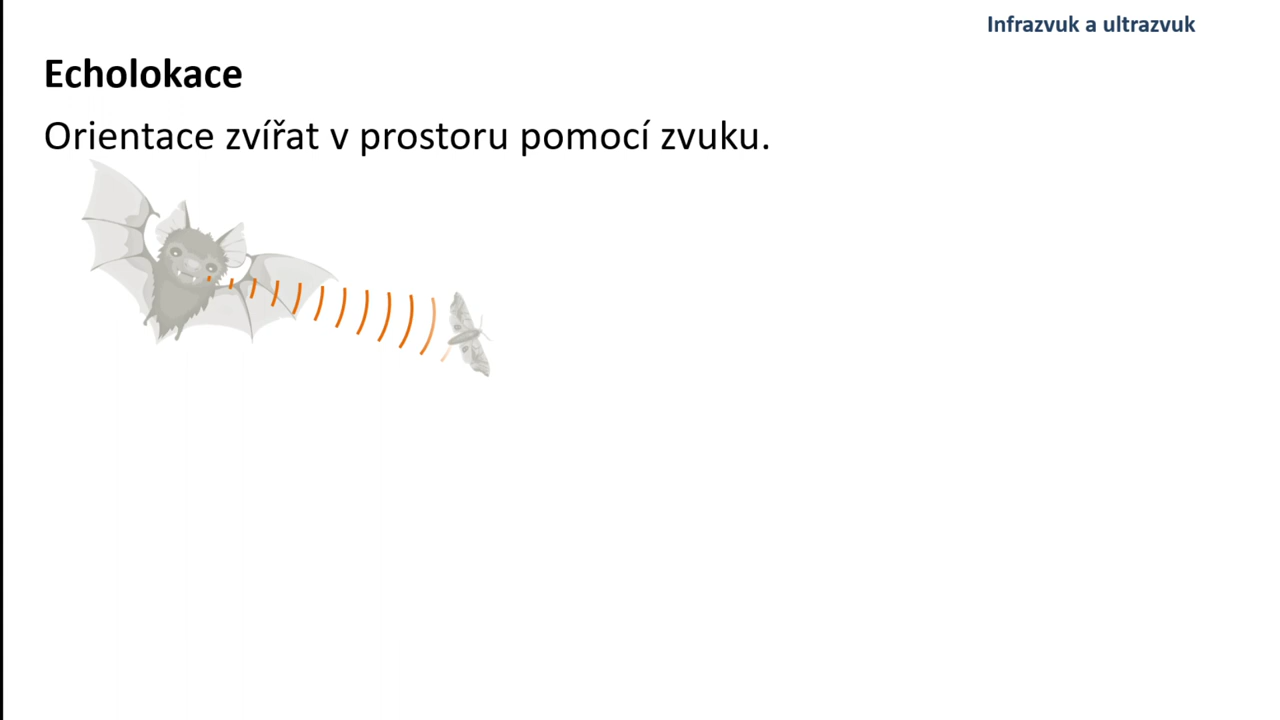 Infrazvuk a ultrazvuk
Echolokace
Orientace zvířat v prostoru pomocí zvuku.